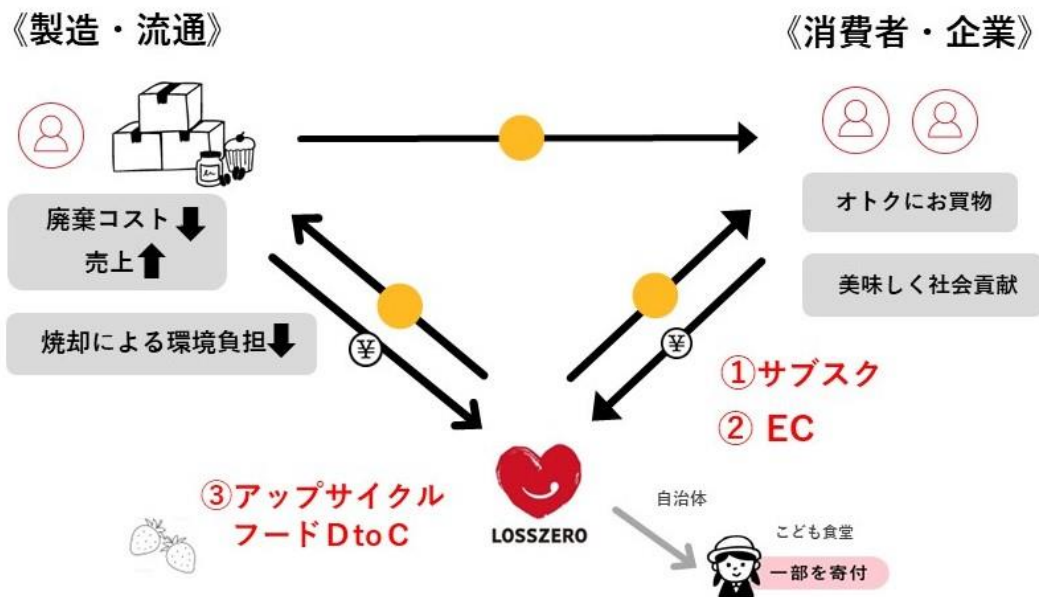 《製造・流通》
《消費者・企業》
廃棄コスト⬇
売上⬆
焼却による環境負担⬇
オトクにお買物
美味しく社会貢献
¥
¥
①サブスク
② EC
③アップサイクル
フードDtoC
LOSSZERO
自治体
こども食堂
一部を寄付